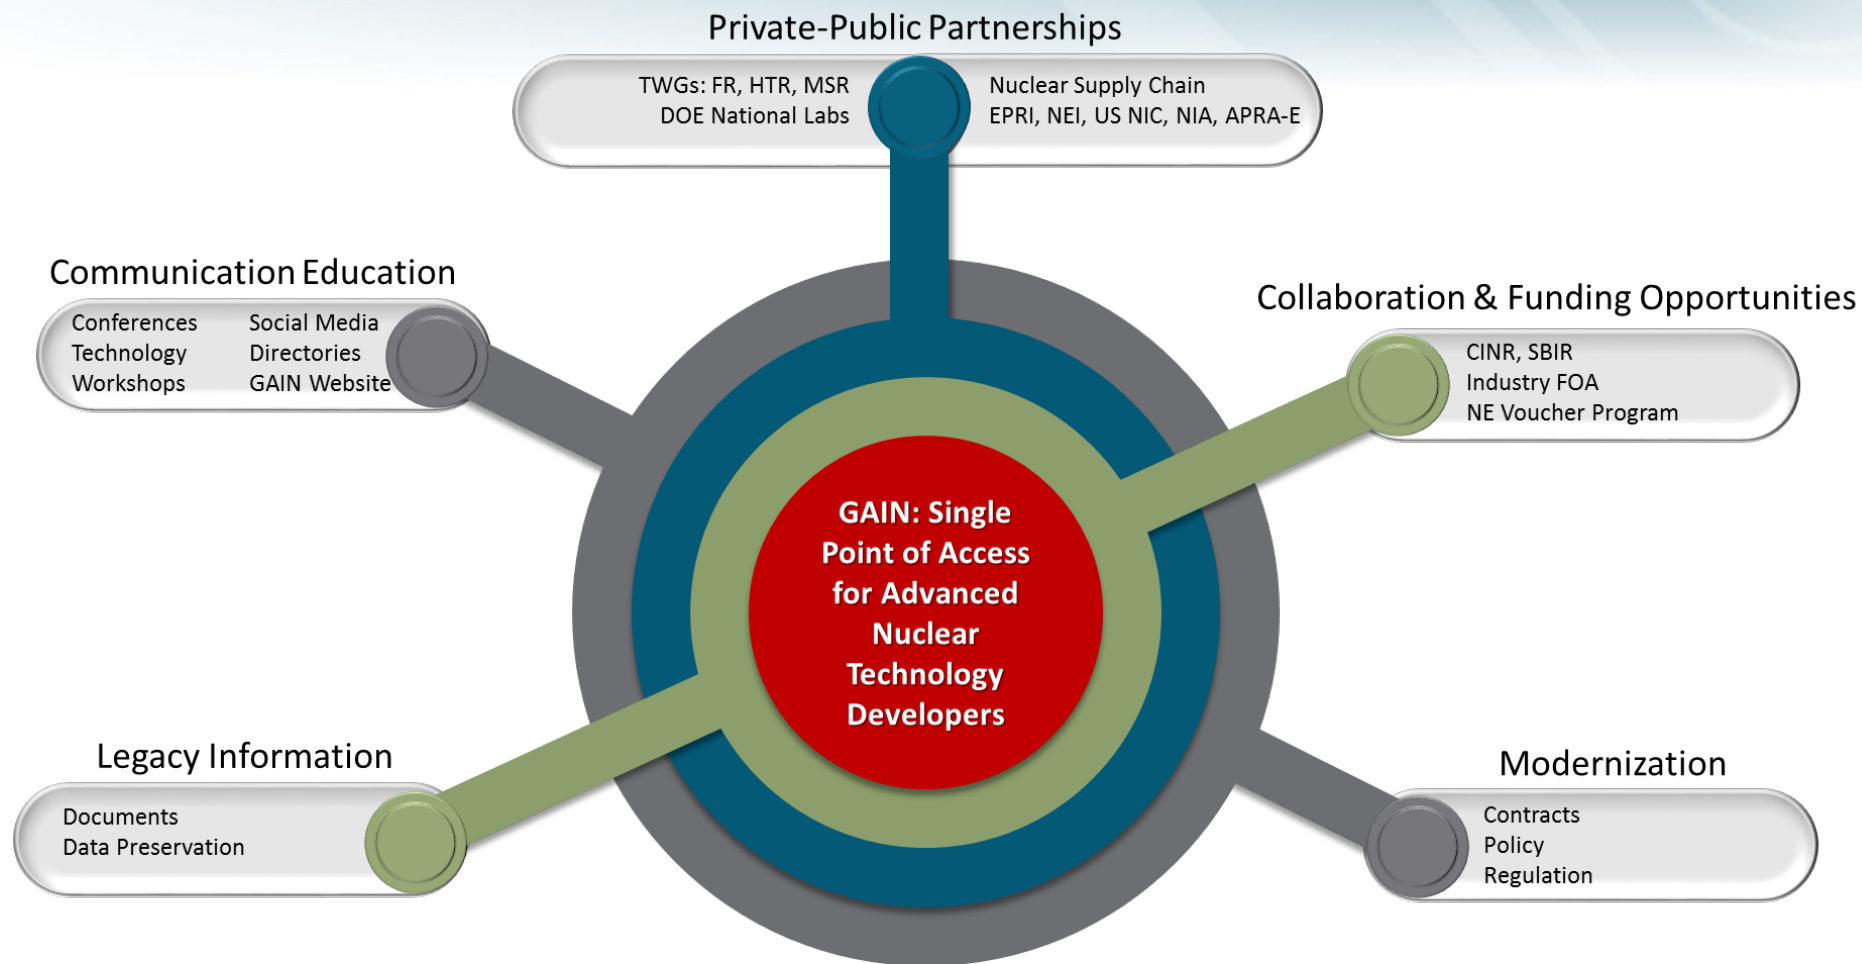 Private-Public Partnerships
TWGs: FR, HTR, MSR
DOE National Labs
Nuclear Supply Chain
EPRI, NEI, US NIC, NIA, APRA-E
Communication Education
Conferences
Technology
Workshops
Social Media
Directories
GAIN Website
Collaboration & Funding Opportunities
CINR, SBIR
Industry FOA
NE Voucher Program
GAIN: Single
Point of Access
for Advanced
Nuclear
Technology
Developers
Legacy Information
Documents
Data Preservation
Modernization
Contracts
Policy
Regulation